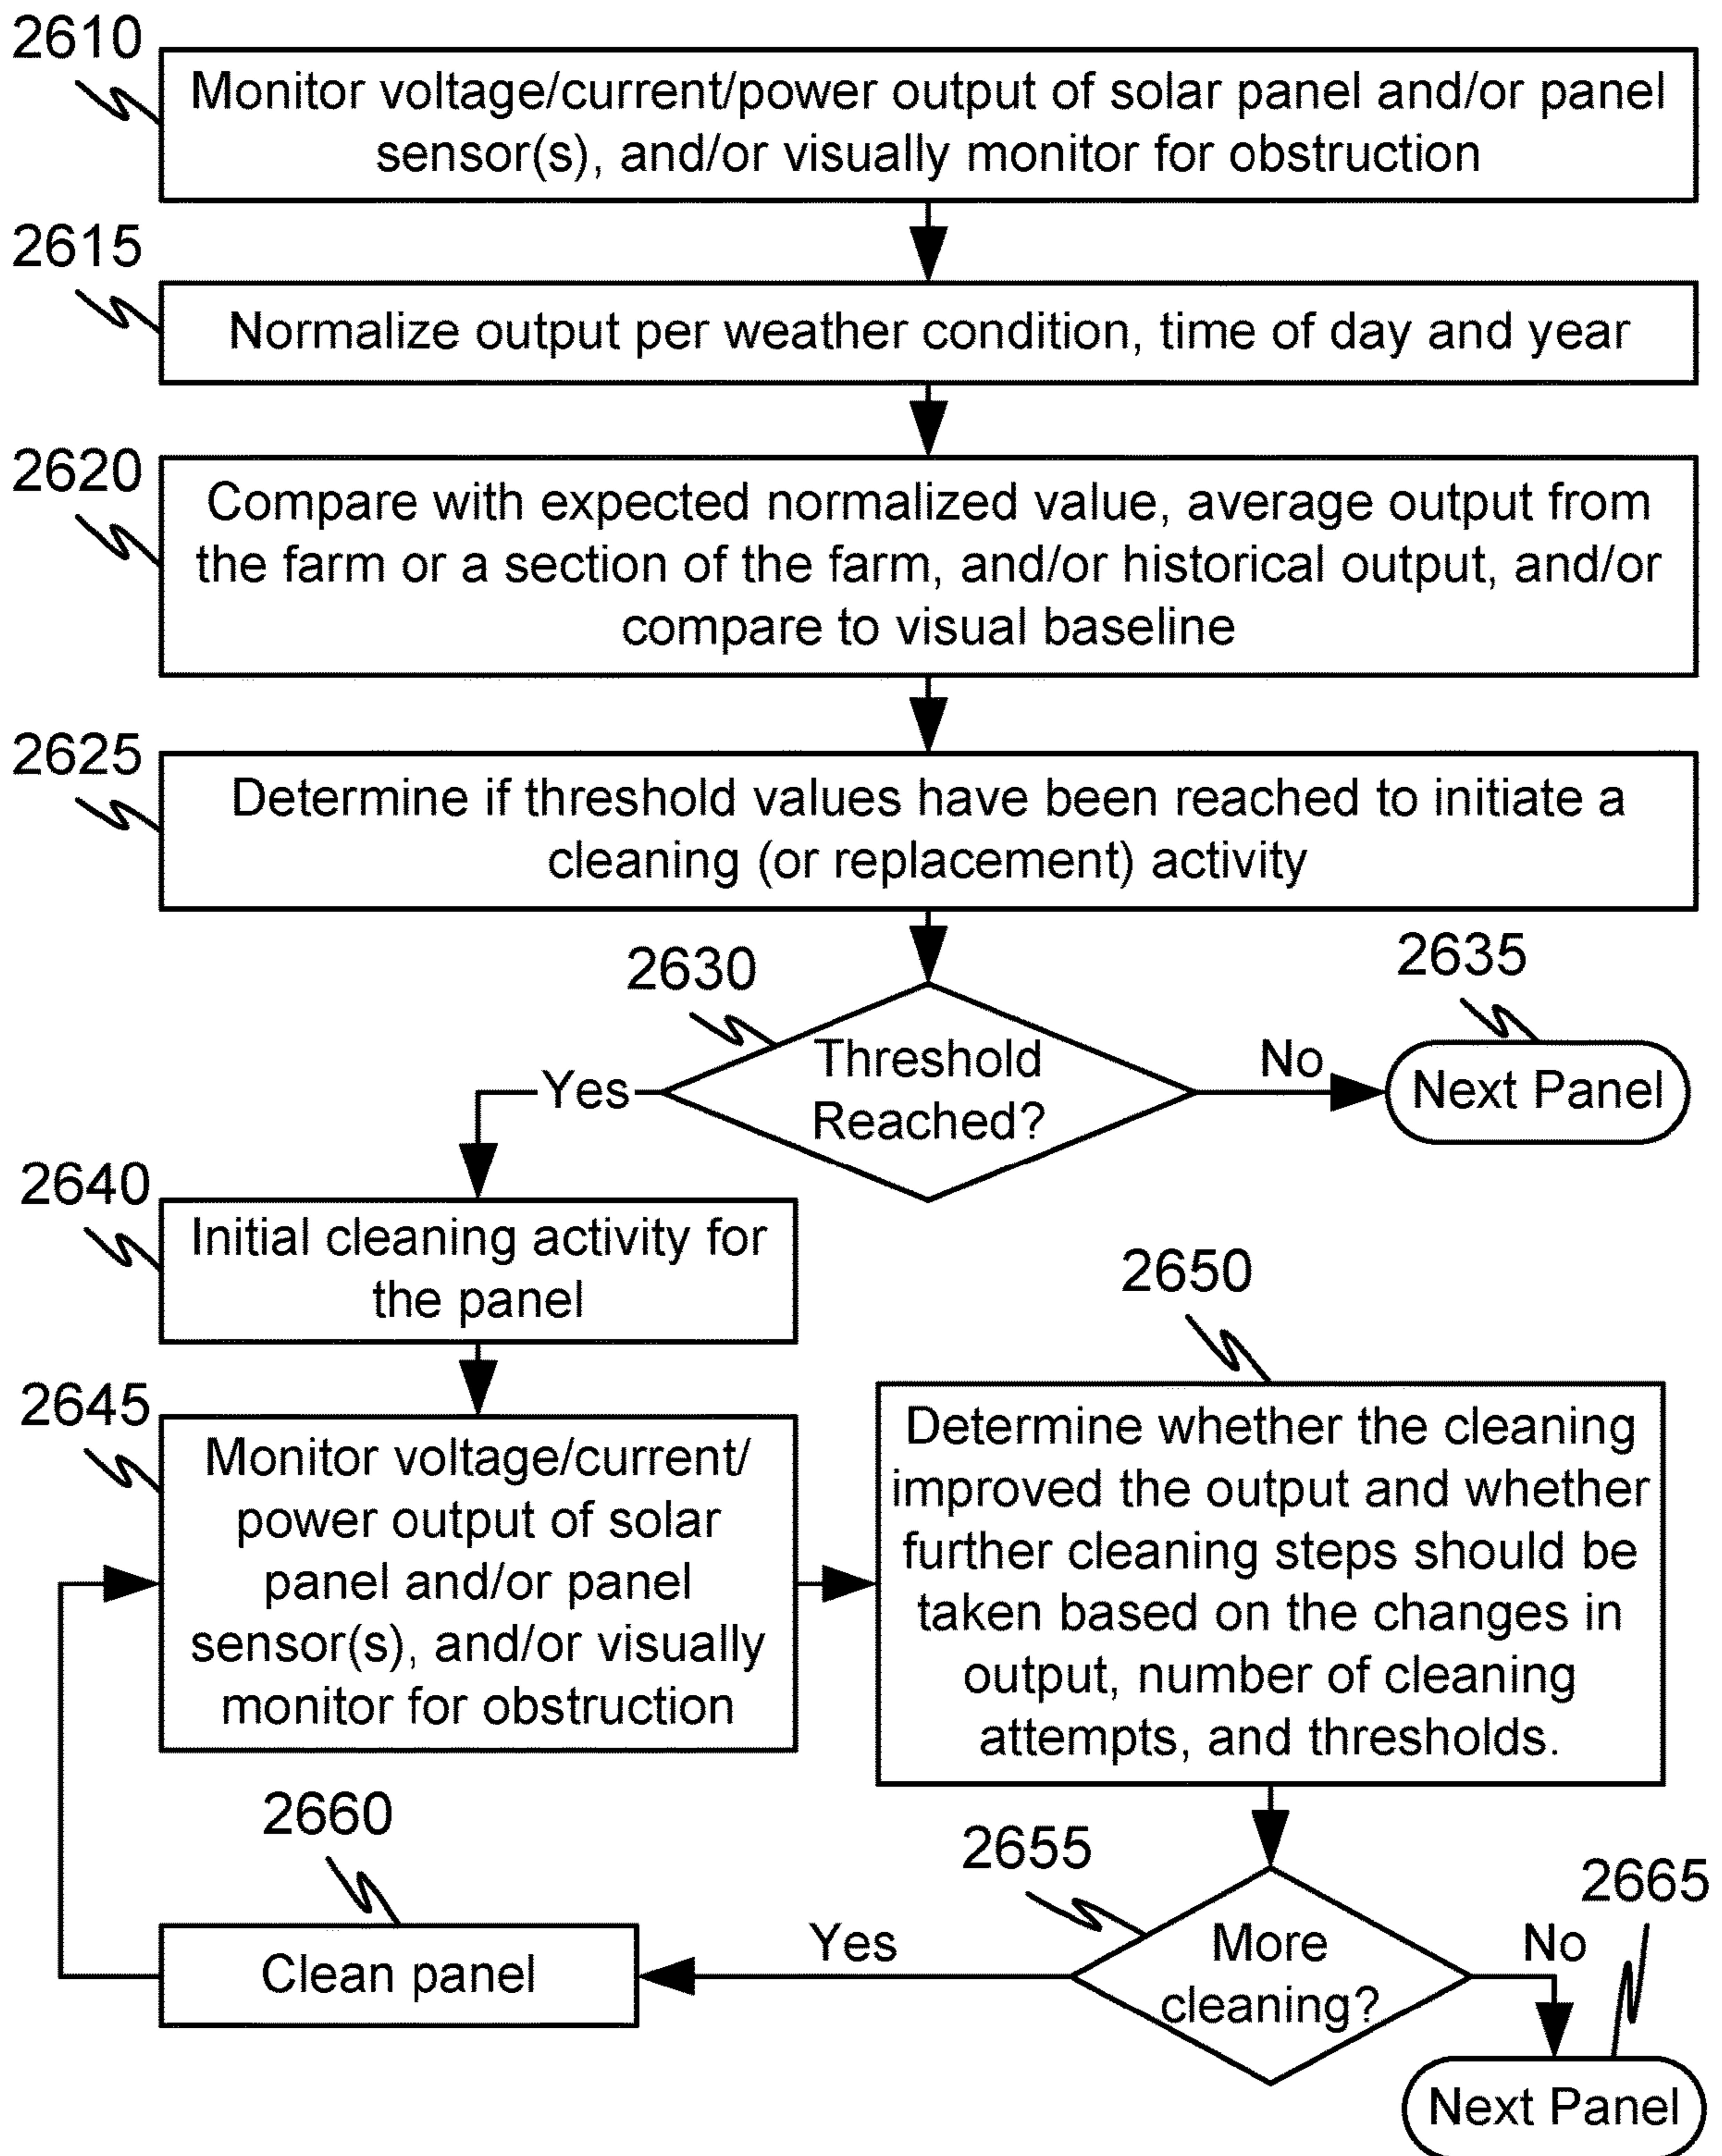 2610
Monitor voltage/current/power output of solar panel and/or panel
sensor(s), and/or visually monitor for obstruction
2615
Normalize output per weather condition, time of day and year
2620
Compare with expected normalized value, average output from
the farm or a section of the farm, and/or historical output, and/or
compare to visual baseline
2625
Determine if threshold values have been reached to initiate a
cleaning (or replacement) activity
2630
Threshold
Reached?
Yes
No
2635
Next Panel
2640
Initial cleaning activity for
the panel
2645
Monitor voltage/current/
power output of solar
panel and/or panel
sensor(s), and/or visually
monitor for obstruction
2650
Determine whether the cleaning
improved the output and whether
further cleaning steps should be
taken based on the changes in
output, number of cleaning
attempts, and thresholds.
2655
More
cleaning?
Yes
No
2660
Clean panel
2665
Next Panel